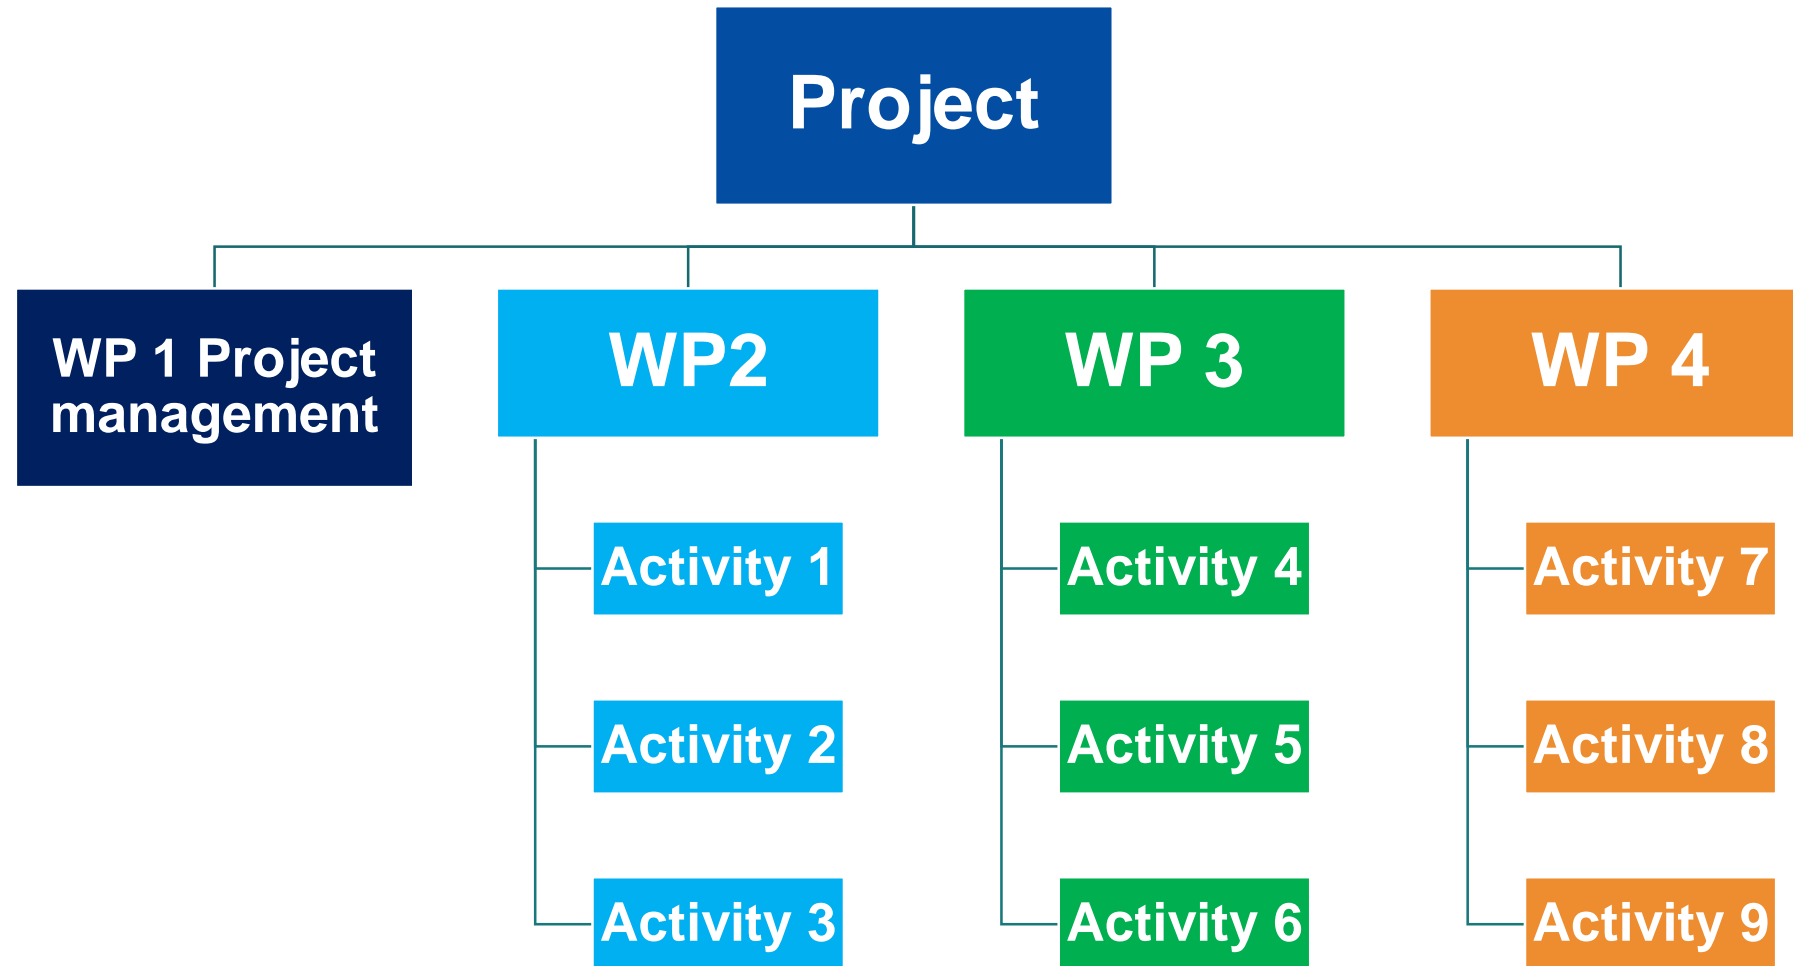 Project
WP 1 Project
management
WP2
WP 3
WP 4
Activity 1
Activity 4
Activity 7
Activity 2
Activity 5
Activity 8
Activity 3
Activity 6
Activity 9